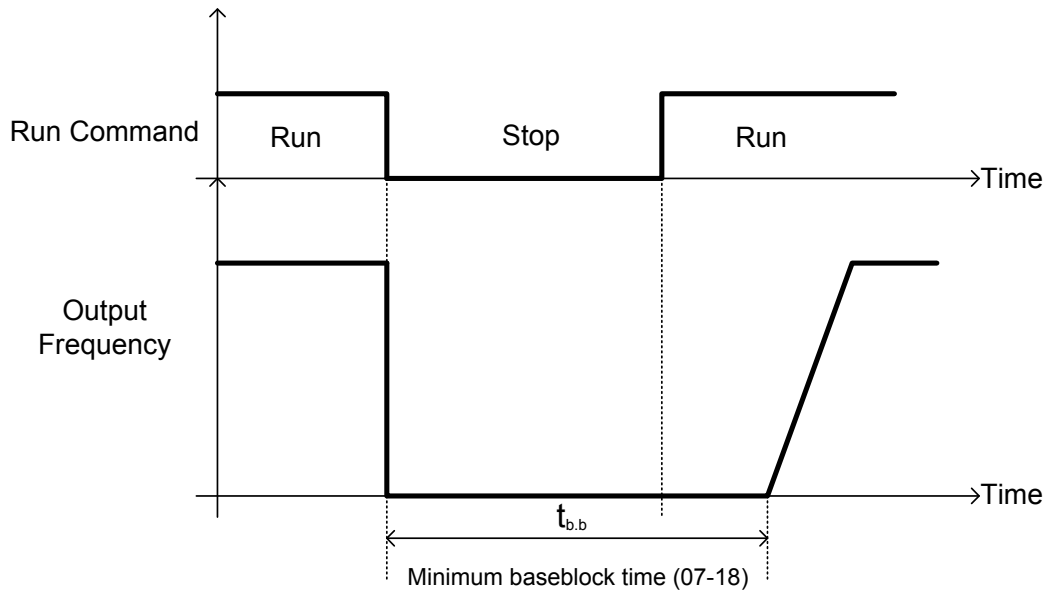 Run Command
Run
Stop
Run
Time
Output
Frequency
Time
tb.b
Minimum baseblock time (07-18)